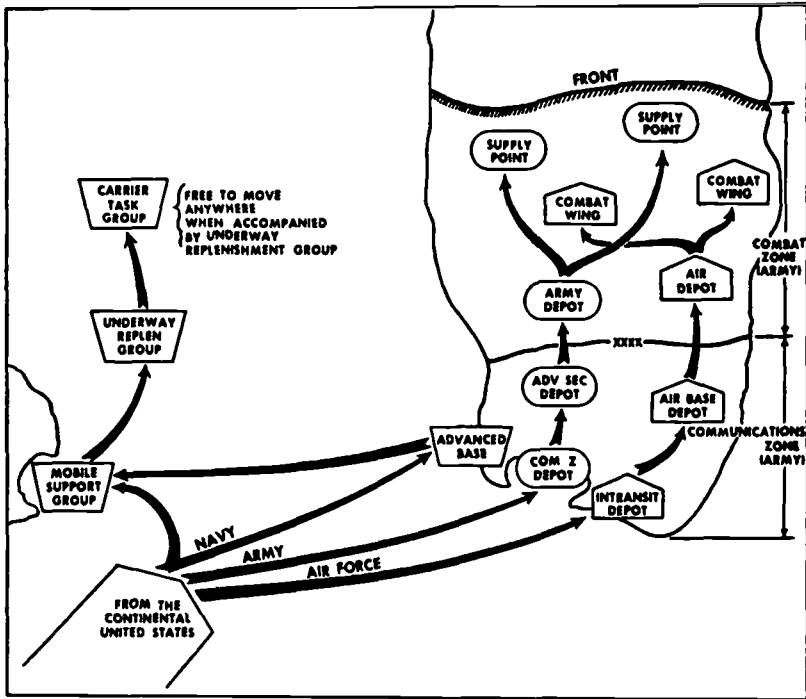 FRONT
SUPPLY
POINT
SUPPLY
POINT
CARRIER
TASK
GROUP
FREE TO MOVE
ANYWHERE
WHEN ACCOMPANIED
BY UNDERWAY
REPLENISHMENT GROUP
COMBAT
WING
COMBAT
WING
COMBAT
ZONE
(ARMY)
AIR
DEPOT
ARMY
DEPOT
UNDERWAY
REPLEN
GROUP
XXXX
ADV SEC
DEPOT
AIR BASE
DEPOT
COMMUNICATIONS
ZONE
(ARMY)
ADVANCED
BASE
COM Z
DEPOT
MOBILE
SUPPORT
GROUP
INTRANSIT
DEPOT
NAVY
ARMY
AIR FORCE
FROM THE
CONTINENTAL
UNITED STATES